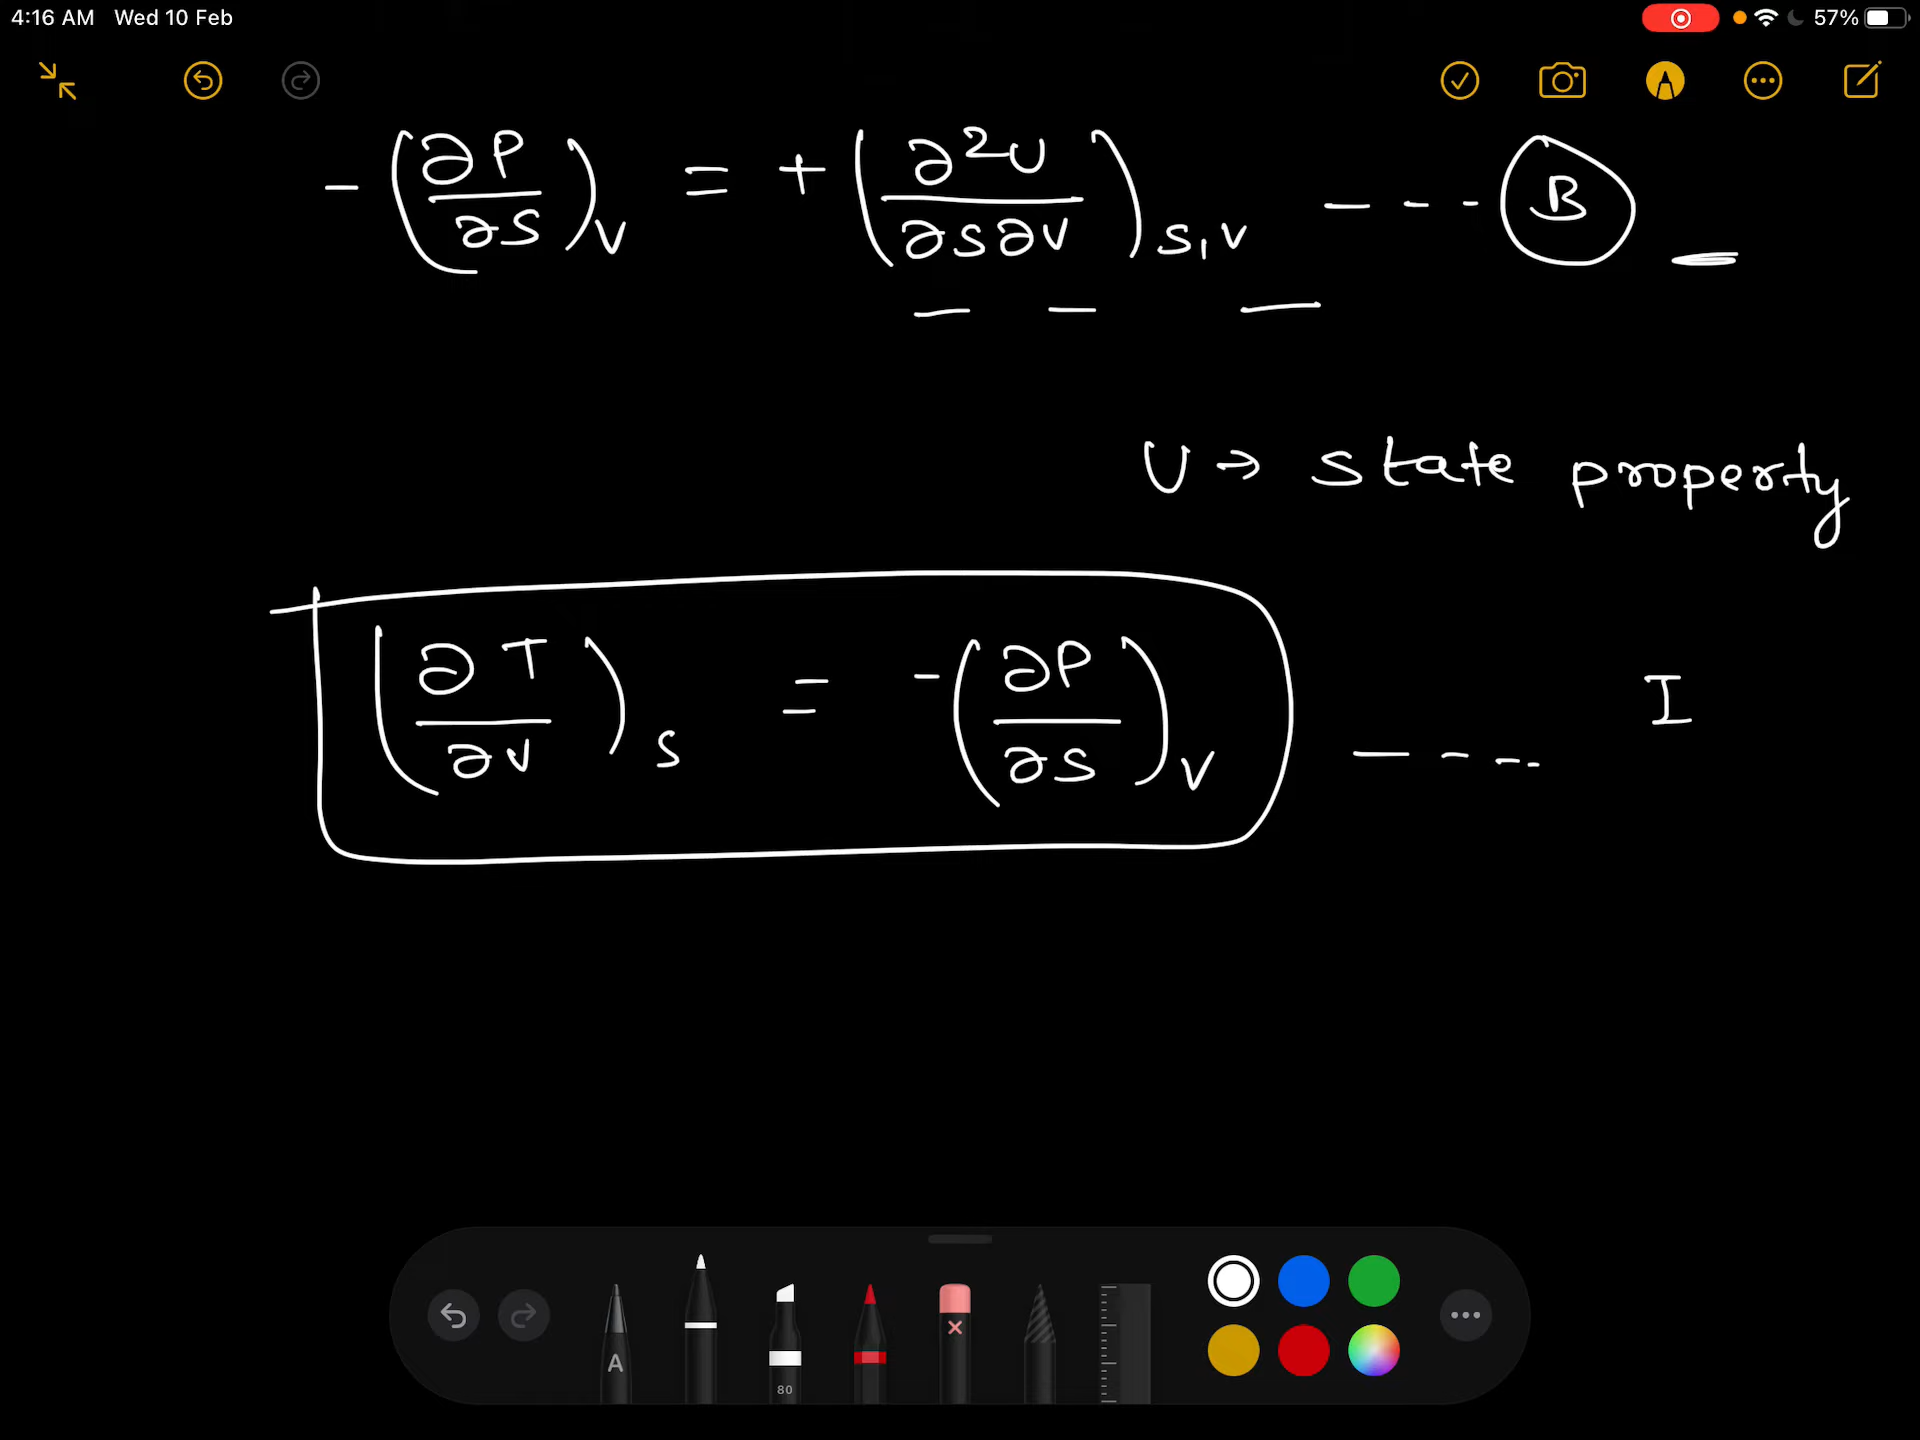 4:16 AM Wed 10 Feb 57%
-(∂P/∂S)_V = +(∂²U/∂S∂V)_S,V ---- B
U → state property
(∂T/∂V)_S = -(∂P/∂S)_V ---- I
A
80